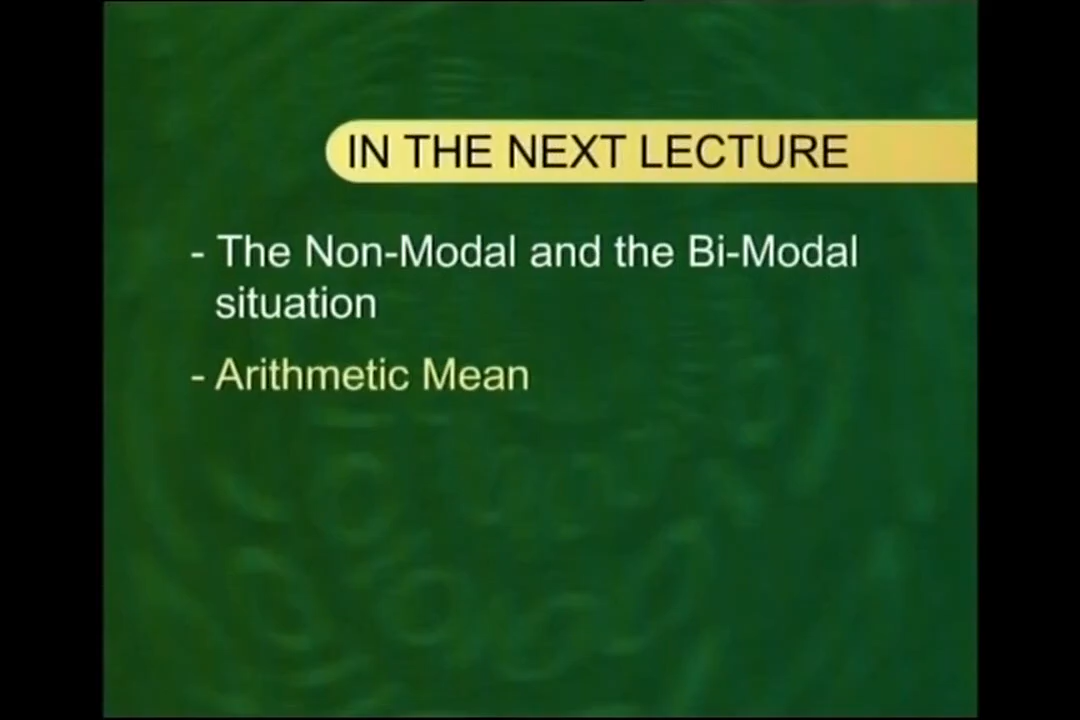 IN THE NEXT LECTURE
- The Non-Modal and the Bi-Modal
situation
- Arithmetic Mean